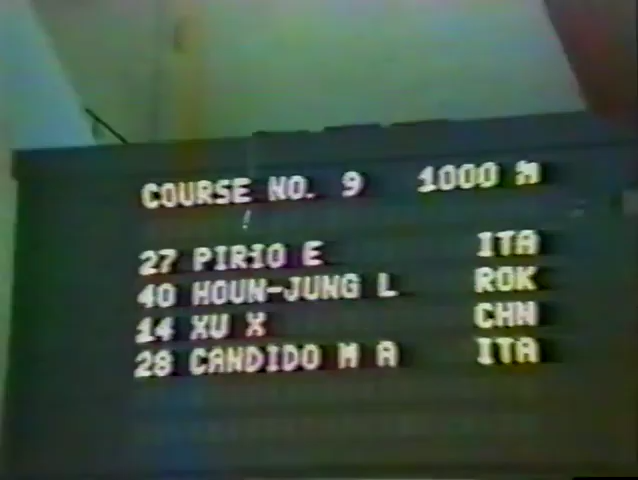 COURSE NO. 9 1000 M
27 PIRIO E ITA
40 HOUN-JUNG L ROK
14 XU X CHN
28 CANDIDO M A ITA